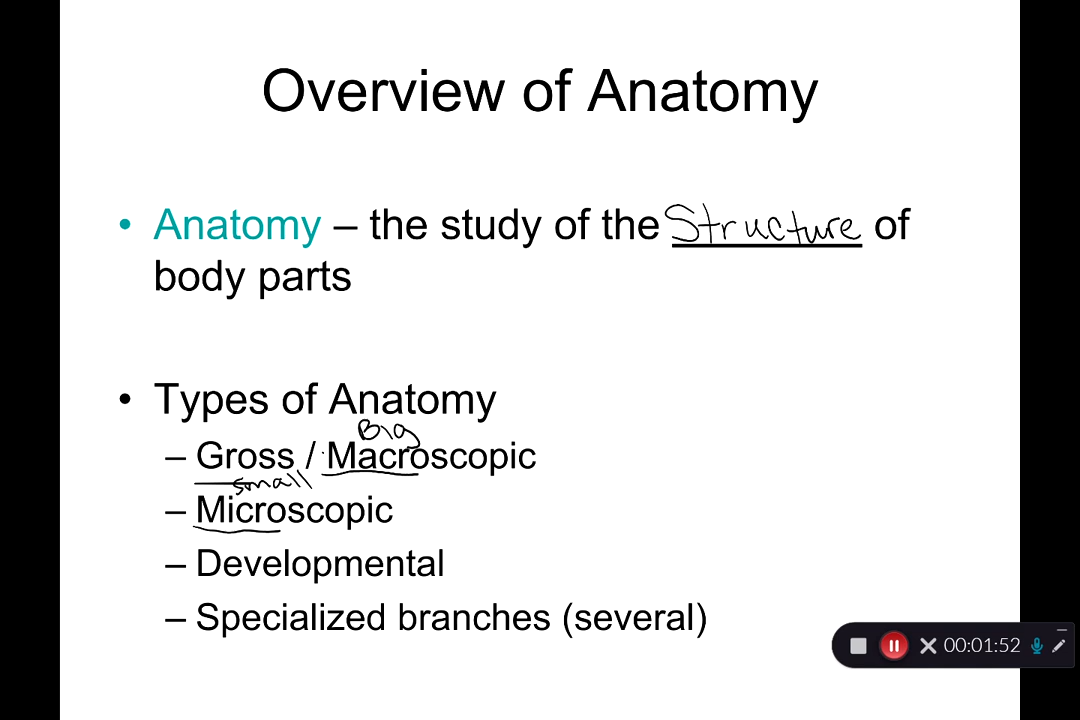 Overview of Anatomy
• Anatomy – the study of the Structure of
body parts
• Types of Anatomy
Big
– Gross / Macroscopic
small
– Microscopic
– Developmental
– Specialized branches (several)
00:01:52